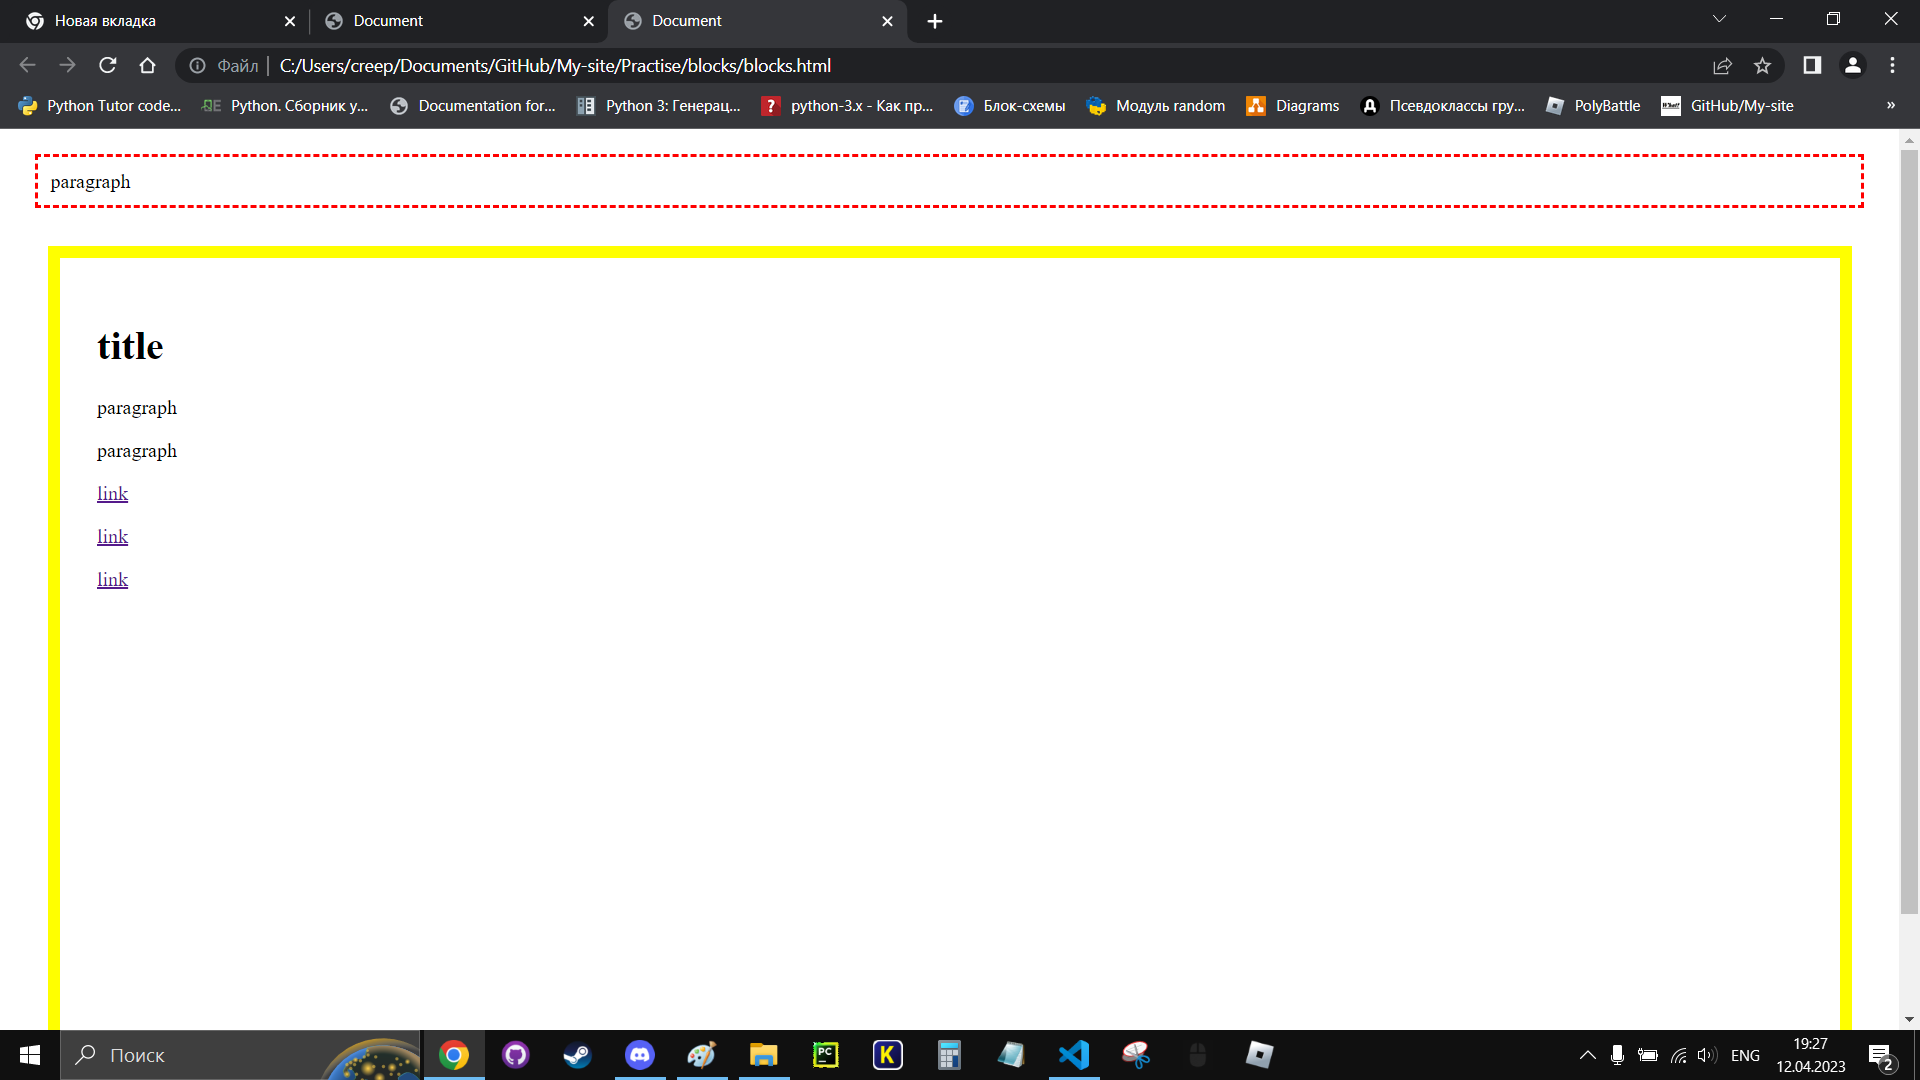 Новая вкладка
Document
Document
Файл
C:/Users/creep/Documents/GitHub/My-site/Practise/blocks/blocks.html
Python Tutor code...
Python. Сборник у...
Documentation for...
Python 3: Генерац...
python-3.x - Как пр...
Блок-схемы
Модуль random
Diagrams
Псевдоклассы гру...
PolyBattle
GitHub/My-site
»
paragraph
title
paragraph
paragraph
link
link
link
Поиск
PC
K
ENG
19:27
12.04.2023
2